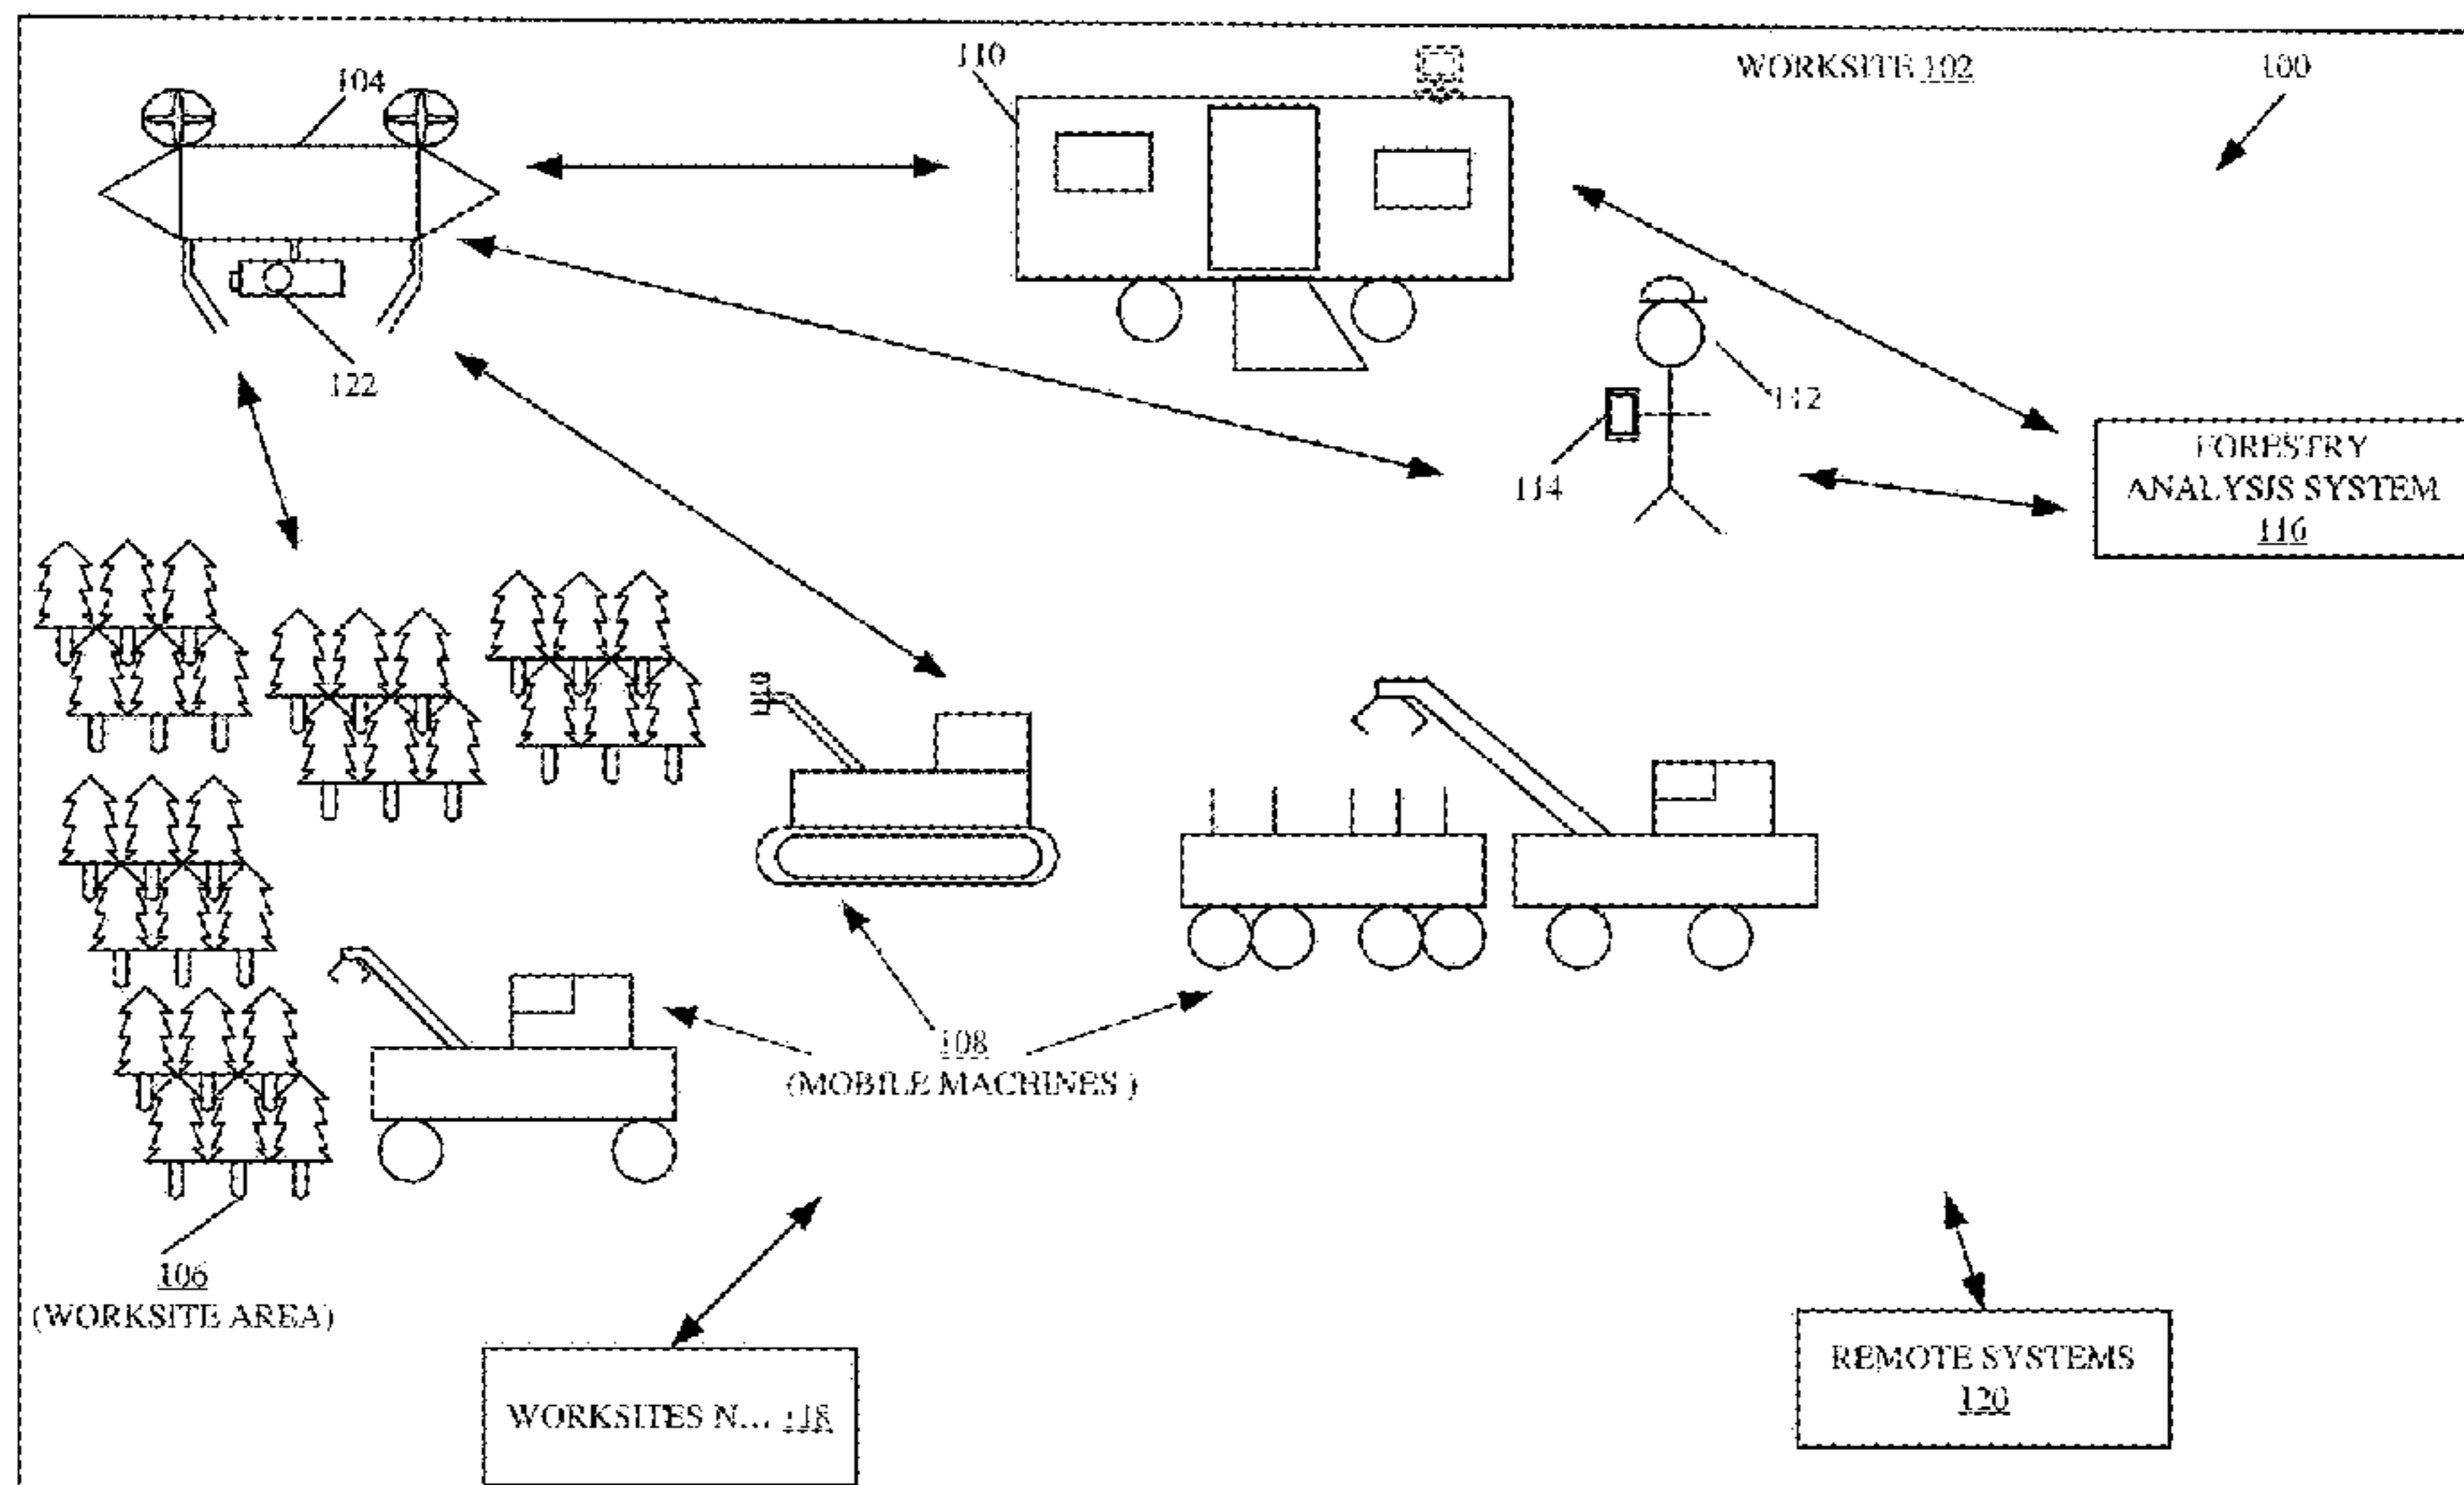 104
110
WORKSITE 102
100
122
112
114
FORESTRY
ANALYSIS SYSTEM
116
108
(MOBILE MACHINES )
106
(WORKSITE AREA)
WORKSITES N... 118
REMOTE SYSTEMS
120